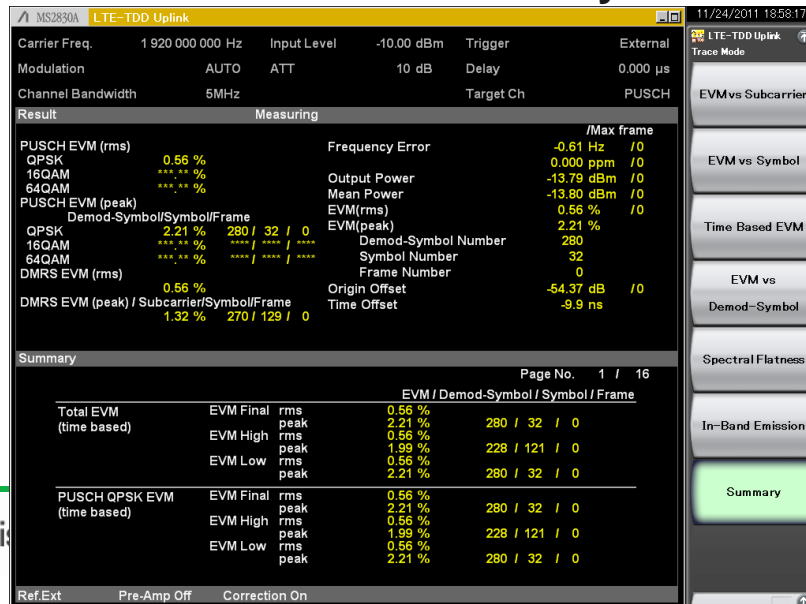 MS2830A LTE-TDD Uplink
11/24/2011 18:58:17
Carrier Freq. 1 920 000 000 Hz Input Level -10.00 dBm Trigger External
Modulation AUTO ATT 10 dB Delay 0.000 µs
Channel Bandwidth 5MHz Target Ch PUSCH
Result Measuring
/Max frame
PUSCH EVM (rms) Frequency Error -0.61 Hz / 0
QPSK 0.56 % 0.000 ppm / 0
16QAM ***.** % Output Power -13.79 dBm / 0
64QAM ***.** % Mean Power -13.80 dBm / 0
PUSCH EVM (peak) EVM(rms) 0.56 % / 0
Demod-Symbol/Symbol/Frame EVM(peak) 2.21 %
QPSK 2.21 % 280 / 32 / 0 Demod-Symbol Number 280
16QAM ***.** % **** / **** / **** Symbol Number 32
64QAM ***.** % **** / **** / **** Frame Number 0
DMRS EVM (rms) Origin Offset -54.37 dB / 0
0.56 % Time Offset -9.9 ns
DMRS EVM (peak) / Subcarrier/Symbol/Frame
1.32 % 270 / 129 / 0
Summary
Page No. 1 / 16
EVM / Demod-Symbol / Symbol / Frame
Total EVM EVM Final rms 0.56 %
(time based) peak 2.21 % 280 / 32 / 0
EVM High rms 0.56 %
peak 1.99 % 228 / 121 / 0
EVM Low rms 0.56 %
peak 2.21 % 280 / 32 / 0
PUSCH QPSK EVM EVM Final rms 0.56 %
(time based) peak 2.21 % 280 / 32 / 0
EVM High rms 0.56 %
peak 1.99 % 228 / 121 / 0
EVM Low rms 0.56 %
peak 2.21 % 280 / 32 / 0
Ref.Ext Pre-Amp Off Correction On
LTE-TDD Uplink
Trace Mode
EVM vs Subcarrier
EVM vs Symbol
Time Based EVM
EVM vs
Demod-Symbol
Spectral Flatness
In-Band Emission
Summary